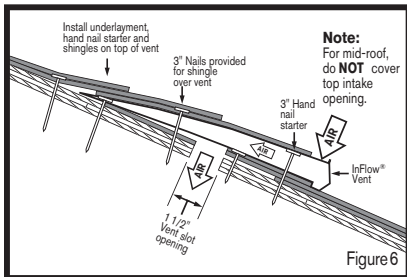 Install underlayment,
hand nail starter and
shingles on top of vent
3" Nails provided
for shingle
over vent
Note:
For mid-roof,
do NOT cover
top intake
opening.
3" Hand
nail
starter
AIR
AIR
AIR
InFlow®
Vent
1 1/2"
Vent slot
opening
Figure 6